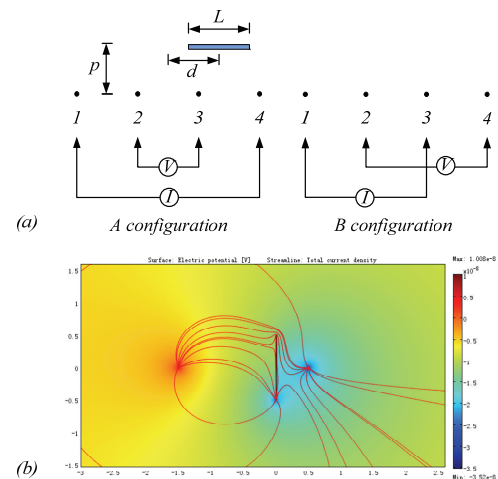 (a)
L
p
d
1 2 3 4 1 2 3 4
V V
I I
A configuration B configuration
(b)
Surface: Electric potential [V] Streamline: Total current density
Max: 1.008e-8
×10⁻⁸
1.5
1
0.5
0
-0.5
-1
-1.5
-3 -2.5 -2 -1.5 -1 -0.5 0 0.5 1 1.5 2 2.5
1
0.5
0
-0.5
-1
-1.5
-2
-2.5
-3
-3.5
Min: -3.52e-8